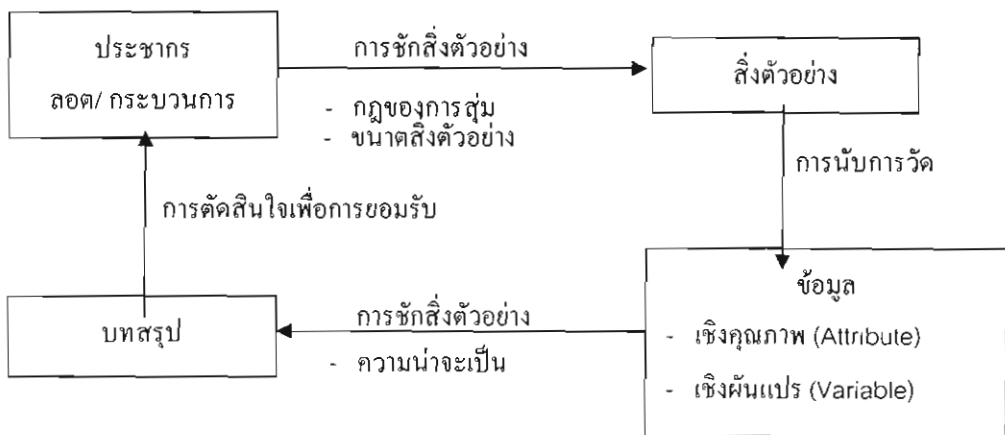 ประชากร
ลอต/ กระบวนการ
การชักสิ่งตัวอย่าง
- กฎของการสุ่ม
- ขนาดสิ่งตัวอย่าง
สิ่งตัวอย่าง
การนับการวัด
การตัดสินใจเพื่อการยอมรับ
ข้อมูล
- เชิงคุณภาพ (Attribute)
- เชิงผันแปร (Variable)
การชักสิ่งตัวอย่าง
- ความน่าจะเป็น
บทสรุป